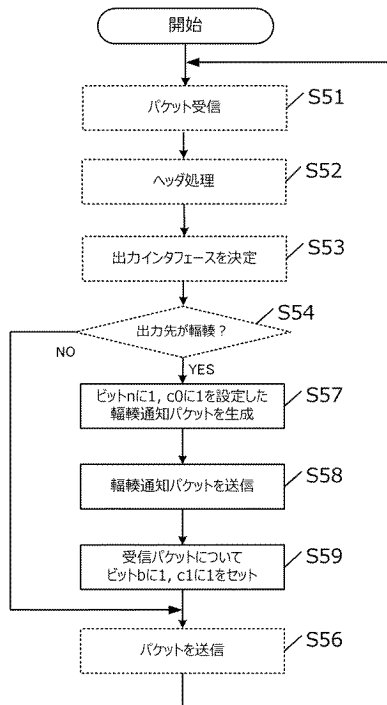 開始
パケット受信
S51
ヘッダ処理
S52
出力インタフェースを決定
S53
出力先が輻輳？
S54
NO
YES
ビットnに1, c0に1を設定した
輻輳通知パケットを生成
S57
輻輳通知パケットを送信
S58
受信パケットについて
ビットbに1, c1に1をセット
S59
パケットを送信
S56